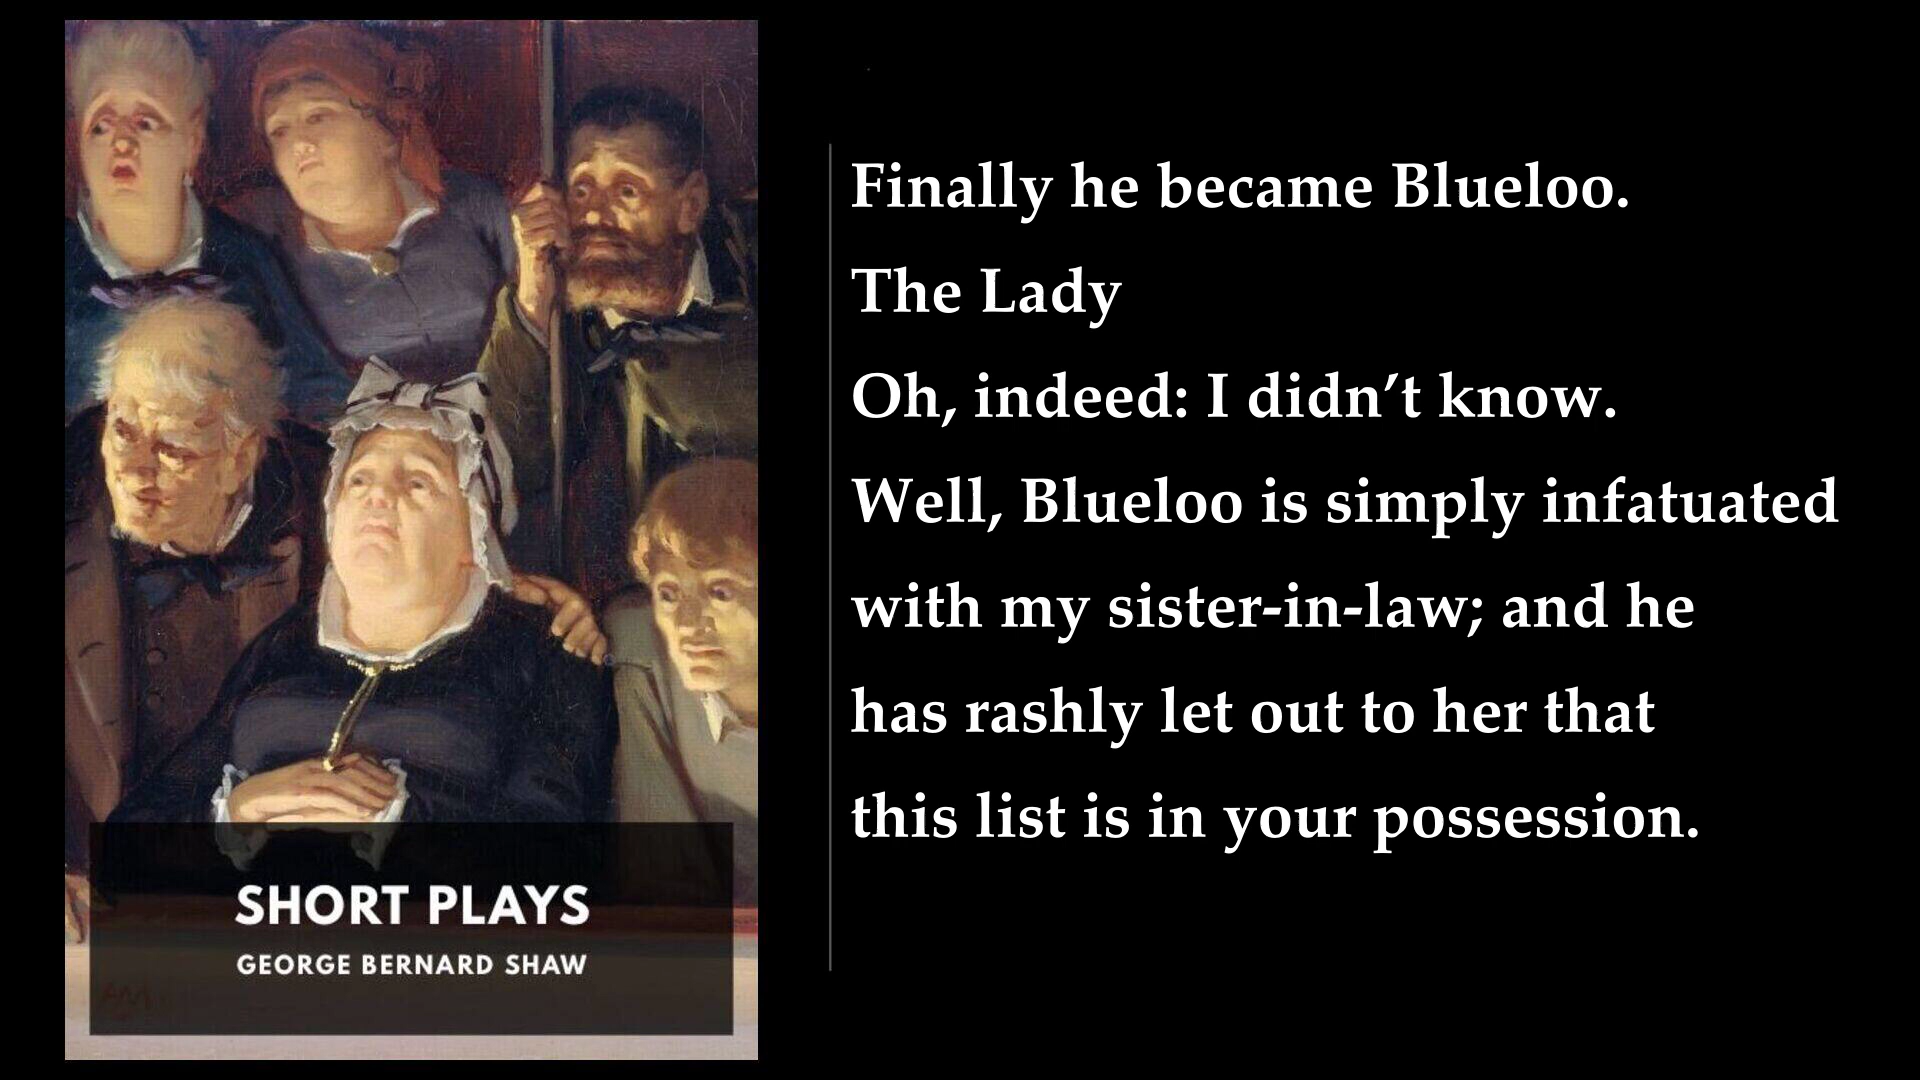 Finally he became Blueloo.
The Lady
Oh, indeed: I didn’t know.
Well, Blueloo is simply infatuated
with my sister-in-law; and he
has rashly let out to her that
this list is in your possession.
SHORT PLAYS
GEORGE BERNARD SHAW